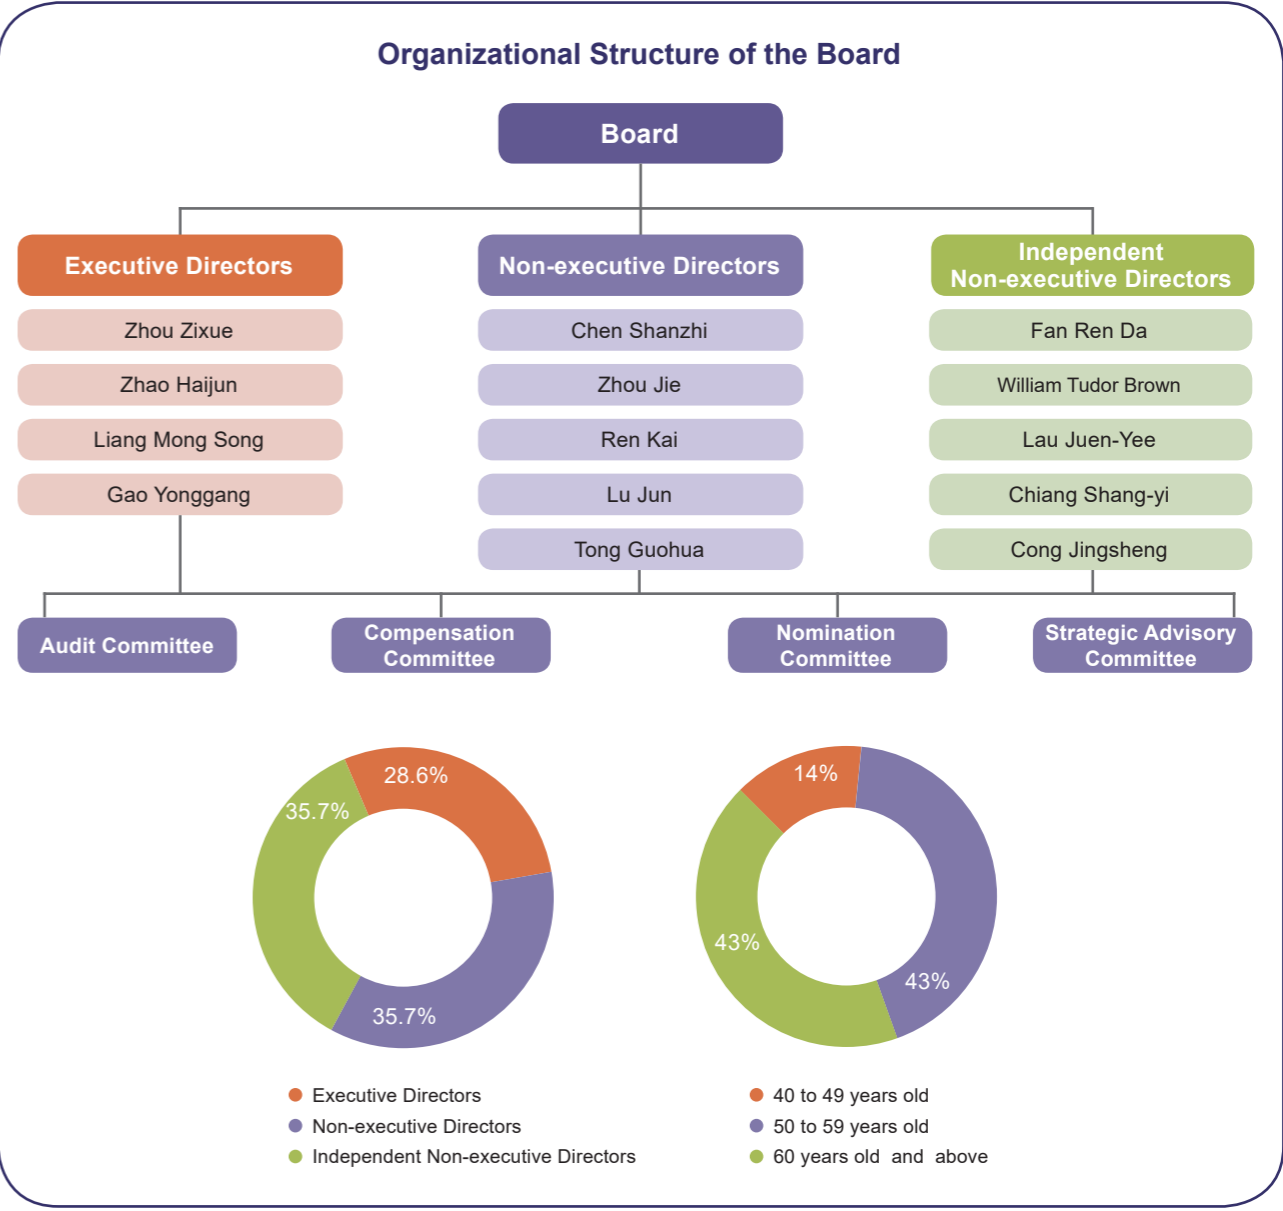 Organizational Structure of the Board
Board
Executive Directors
Zhou Zixue
Zhao Haijun
Liang Mong Song
Gao Yonggang
Non-executive Directors
Chen Shanzhi
Zhou Jie
Ren Kai
Lu Jun
Tong Guohua
Independent
Non-executive Directors
Fan Ren Da
William Tudor Brown
Lau Juen-Yee
Chiang Shang-yi
Cong Jingsheng
Audit Committee
Compensation
Committee
Nomination
Committee
Strategic Advisory
Committee
28.6%
35.7%
35.7%
Executive Directors
Non-executive Directors
Independent Non-executive Directors
14%
43%
43%
40 to 49 years old
50 to 59 years old
60 years old and above